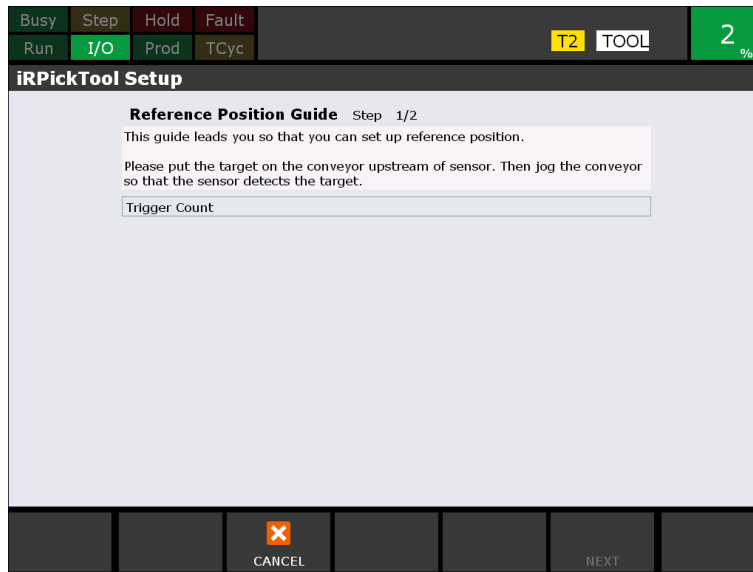 Busy Step Hold Fault
Run I/O Prod TCyc
T2 TOOL
2 %
iRPickTool Setup
Reference Position Guide Step 1/2
This guide leads you so that you can set up reference position.
Please put the target on the conveyor upstream of sensor. Then jog the conveyor
so that the sensor detects the target.
Trigger Count
CANCEL NEXT